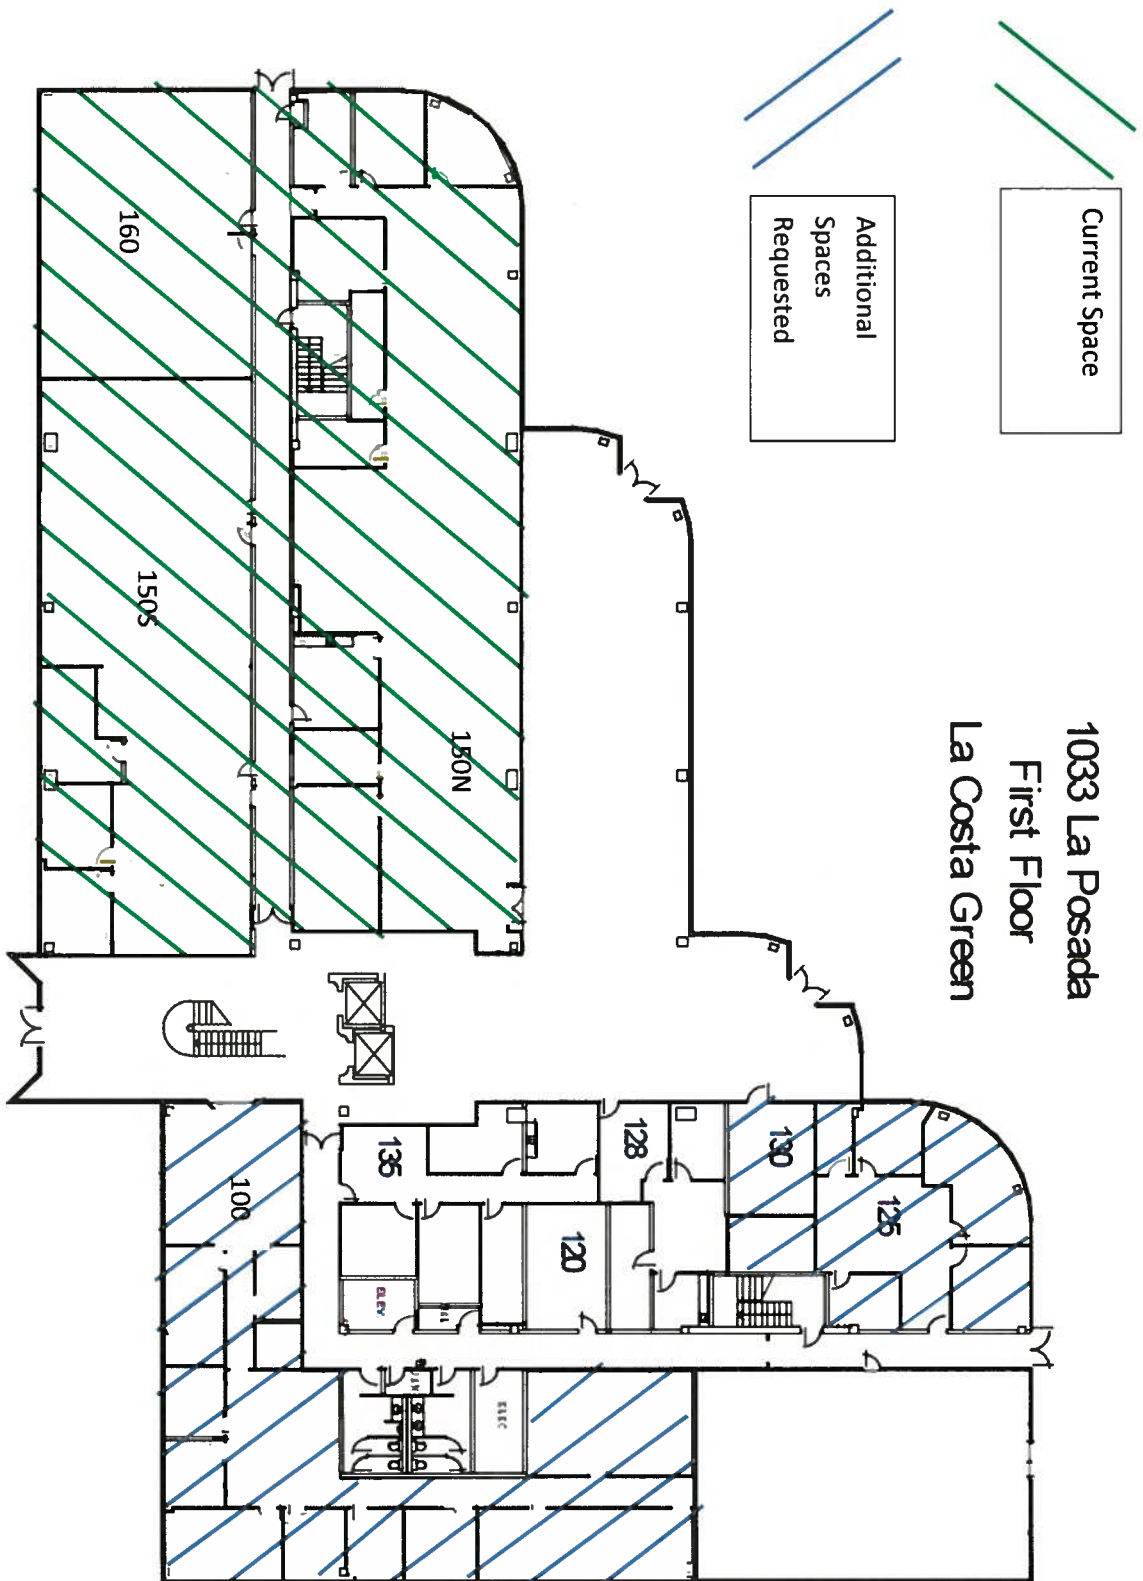 1033 La Posada
First Floor
La Costa Green
Current Space
Additional
Spaces
Requested
160
150S
150N
135
128
130
125
100
120
ELEV.
ELEC